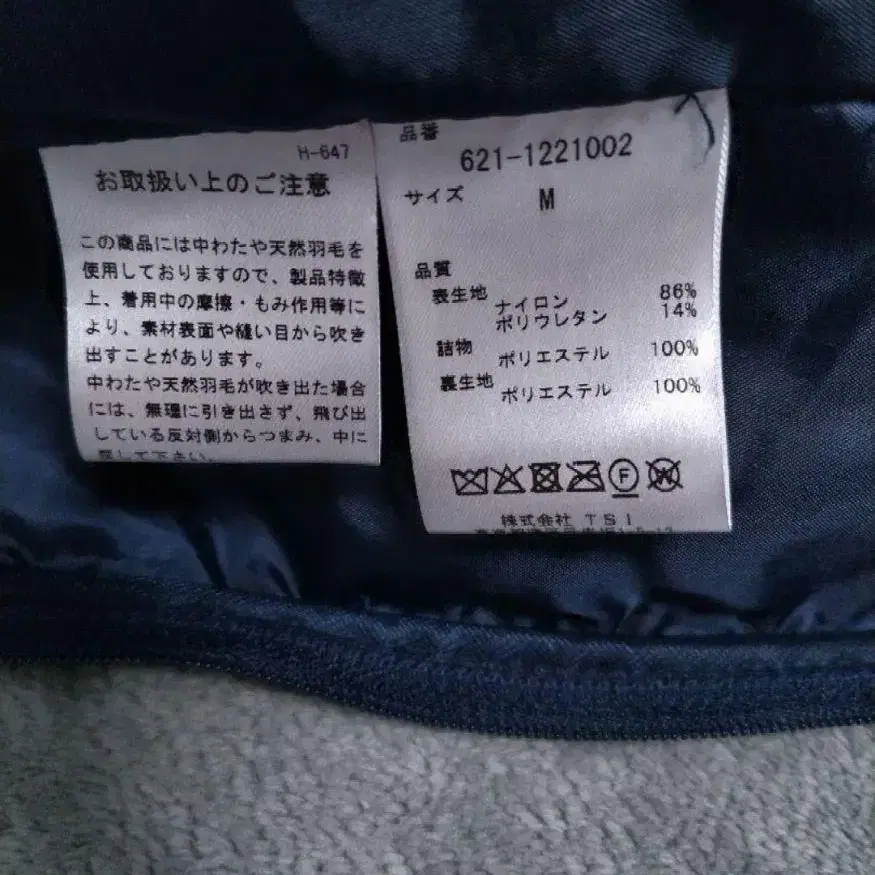 H-647
お取扱い上のご注意
この商品には中わたや天然羽毛を
使用しておりますので、製品特徴
上、着用中の摩擦・もみ作用等に
より、素材表面や縫い目から吹き
出すことがあります。
中わたや天然羽毛が吹き出た場合
には、無理に引き出さず、飛び出
している反対側からつまみ、中に
戻して下さい。
品番
621-1221002
サイズ M
品質
表生地 ナイロン 86%
ポリウレタン 14%
詰物 ポリエステル 100%
裏生地 ポリエステル 100%
F W
株式会社 TSI